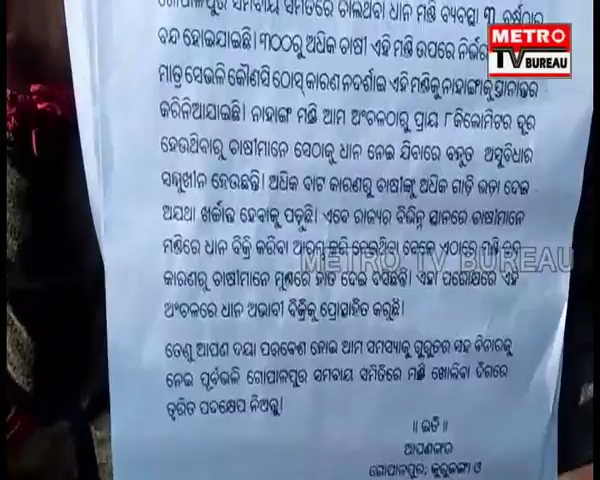 ଗୋପାଳପୁର ସମବାୟ ସମିତିରେ ଚାଲିଥିବା ଧାନ ମଣ୍ଡି ବ୍ୟବସ୍ଥା ୩ ବର୍ଷଠାରୁ
ବନ୍ଦ ହୋଇଯାଇଛି। ୩୦୦ରୁ ଅଧିକ ଚାଷୀ ଏହି ମଣ୍ଡି ଉପରେ
METRO
TV BUREAU
ମାତ୍ର ସେଭଳି କୌଣସି ଠୋସ୍ କାରଣ ନଦର୍ଶାଇ ଏହି ମଣ୍ଡିକୁ ନାହାଙ୍ଗାକୁ ସ୍ଥାନାନ୍ତର
କରିନିଆଯାଇଛି। ନାହାଙ୍ଗ ମଣ୍ଡି ଆମ ଅଂଚଳଠାରୁ ପ୍ରାୟ ୮ କିଲୋମିଟର ଦୂର
ହେଉଥିବାରୁ ଚାଷୀମାନେ ସେଠାକୁ ଧାନ ନେଇ ଯିବାରେ ବହୁତ ଅସୁବିଧାର
ସମ୍ମୁଖୀନ ହେଉଛନ୍ତି। ଅଧିକ ବାଟ କାରଣରୁ ଚାଷୀଙ୍କୁ ଅଧିକ ଗାଡ଼ି ଭଡ଼ା ଦେଇ
ଅଯଥା ଖର୍ଚ୍ଚାନ୍ତ ହେବାକୁ ପଡୁଛି। ଏବେ ରାଜ୍ୟର ବିଭିନ୍ନ ସ୍ଥାନରେ ଚାଷୀମାନେ
ମଣ୍ଡିରେ ଧାନ ବିକ୍ରି କରିବା ଆରମ୍ଭ କରି ଦେଇଥିବା ବେଳେ ଏଠାରେ ମଣ୍ଡି ବନ୍ଦ
METRO TV BUREAU
କାରଣରୁ ଚାଷୀମାନେ ମୁଣ୍ଡରେ ହାତ ଦେଇ ବସିଛନ୍ତି। ଏହା ପରୋକ୍ଷରେ ଏହି
ଅଂଚଳରେ ଧାନ ଅଭାବୀ ବିକ୍ରିକୁ ପ୍ରୋତ୍ସାହିତ କରୁଛି।
ତେଣୁ ଆପଣ ଦୟା ପରବଶ ହୋଇ ଆମ ସମସ୍ୟାକୁ ଗୁରୁତର ସହ ବିଚାରକୁ
ନେଇ ପୂର୍ବଭଳି ଗୋପାଳପୁର ସମବାୟ ସମିତିରେ ମଣ୍ଡି ଖୋଲିବା ଦିଗରେ
ତ୍ୱରିତ ପଦକ୍ଷେପ ନିଅନ୍ତୁ।
॥ ଇତି ॥
ଆପଣଙ୍କର
ଗୋପାଳପୁର, କୁରୁଜଙ୍ଗା ଓ